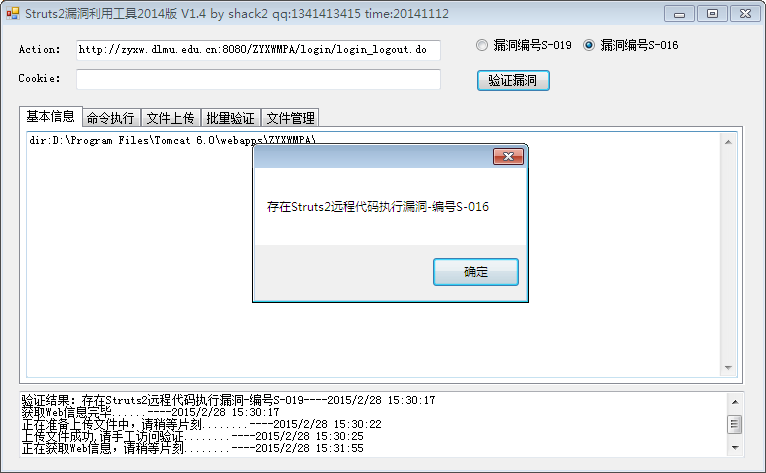 Struts2漏洞利用工具2014版 V1.4 by shack2 qq:1341413415 time:20141112
Action: http://zyxw.dlmu.edu.cn:8080/ZYXWMPA/login/login_logout.do 漏洞编号S-019 漏洞编号S-016
Cookie: 验证漏洞
基本信息 命令执行 文件上传 批量验证 文件管理
dir:D:\Program Files\Tomcat 6.0\webapps\ZYXWMPA\
存在Struts2远程代码执行漏洞-编号S-016
确定
验证结果：存在Struts2远程代码执行漏洞-编号S-019----2015/2/28 15:30:17
获取Web信息完毕......----2015/2/28 15:30:17
正在准备上传文件中，请稍等片刻........----2015/2/28 15:30:22
上传文件成功,请手工访问验证........----2015/2/28 15:30:25
正在获取Web信息，请稍等片刻........----2015/2/28 15:31:55